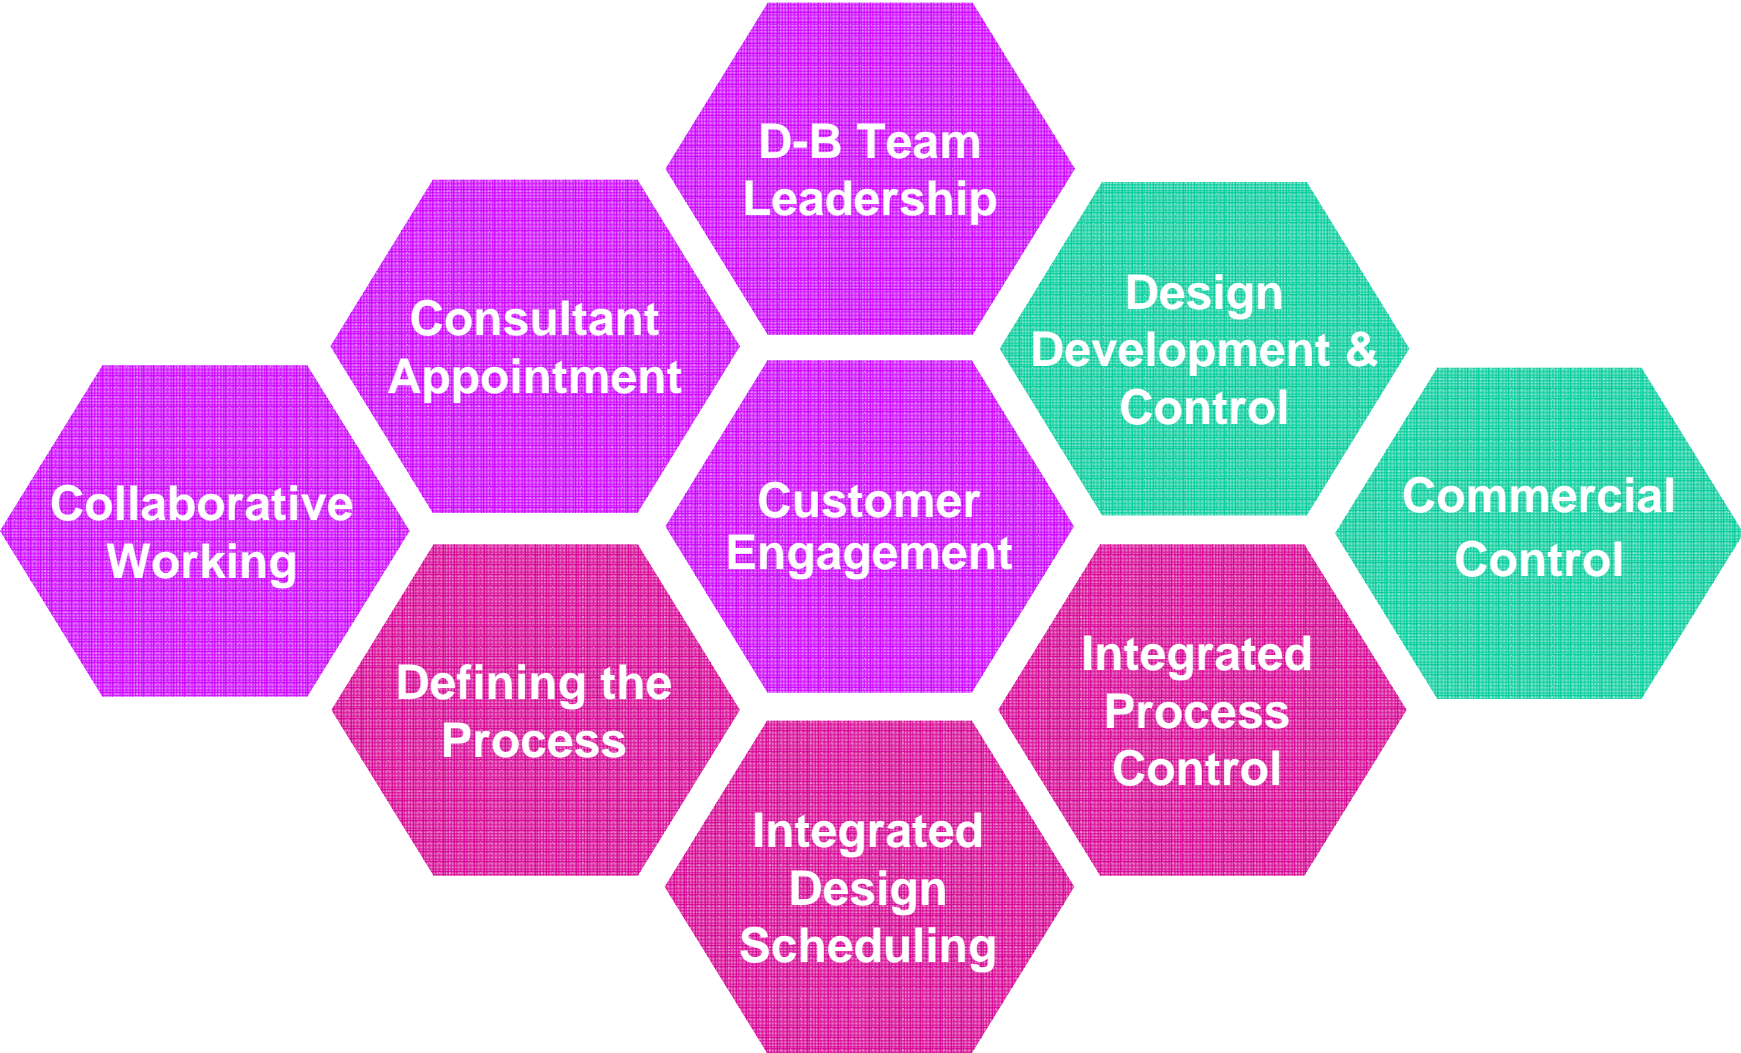 D-B Team
Leadership
Consultant
Appointment
Design
Development &
Control
Collaborative
Working
Customer
Engagement
Commercial
Control
Defining the
Process
Integrated
Process
Control
Integrated
Design
Scheduling